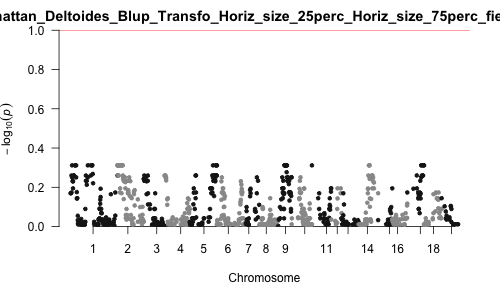 nattan_Deltoides_Blup_Transfo_Horiz_size_25perc_Horiz_size_75perc_fie
1.0
0.8
0.6
0.4
0.2
0.0
− log10(p)
1 2 3 4 5 6 7 8 9 11 14 16 18
Chromosome